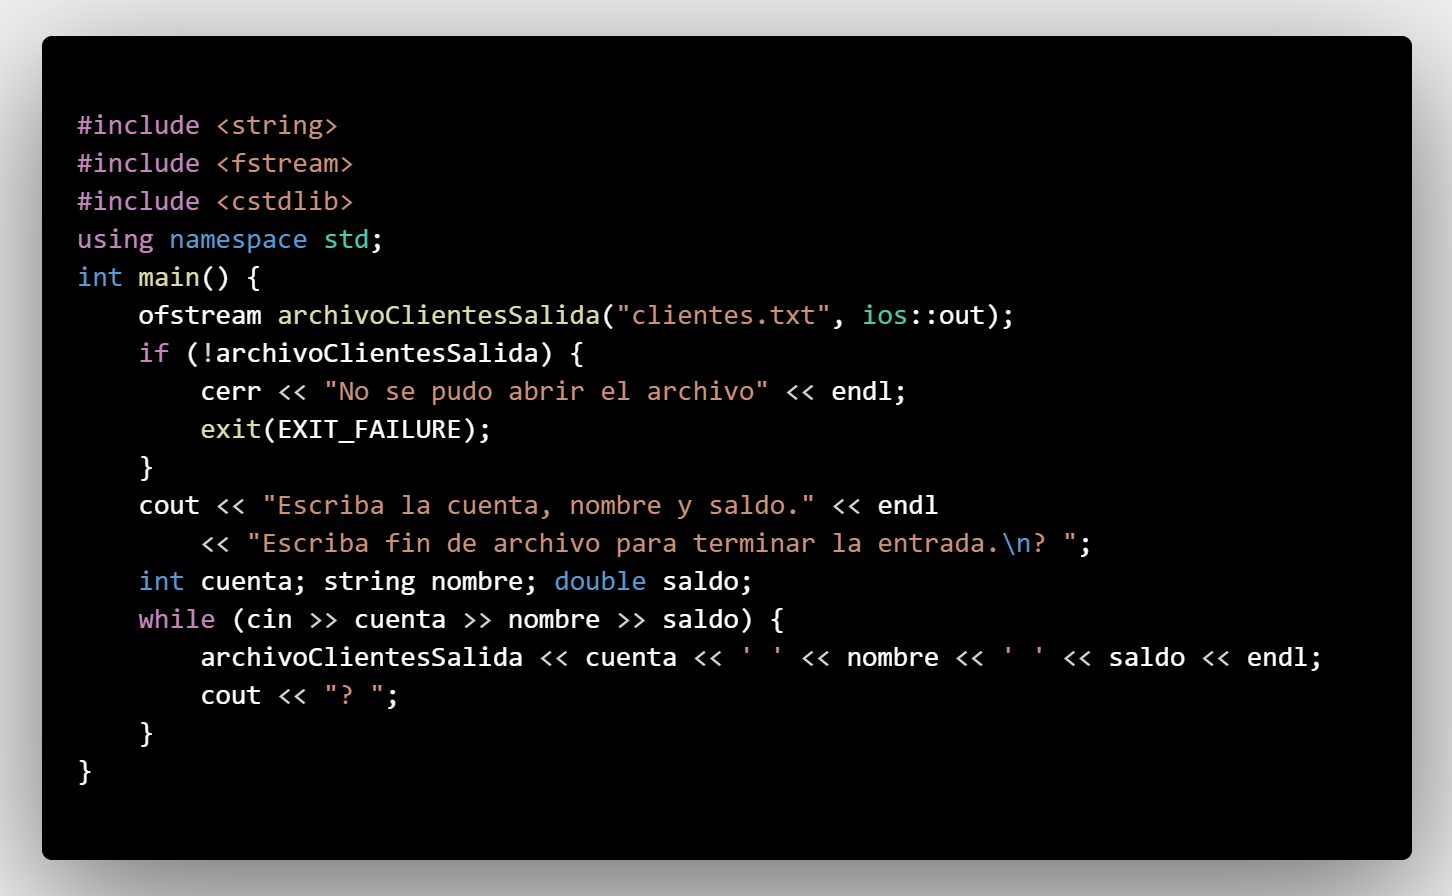 #include <string>
#include <fstream>
#include <cstdlib>
using namespace std;
int main() {
    ofstream archivoClientesSalida("clientes.txt", ios::out);
    if (!archivoClientesSalida) {
        cerr << "No se pudo abrir el archivo" << endl;
        exit(EXIT_FAILURE);
    }
    cout << "Escriba la cuenta, nombre y saldo." << endl
        << "Escriba fin de archivo para terminar la entrada.\n? ";
    int cuenta; string nombre; double saldo;
    while (cin >> cuenta >> nombre >> saldo) {
        archivoClientesSalida << cuenta << ' ' << nombre << ' ' << saldo << endl;
        cout << "? ";
    }
}